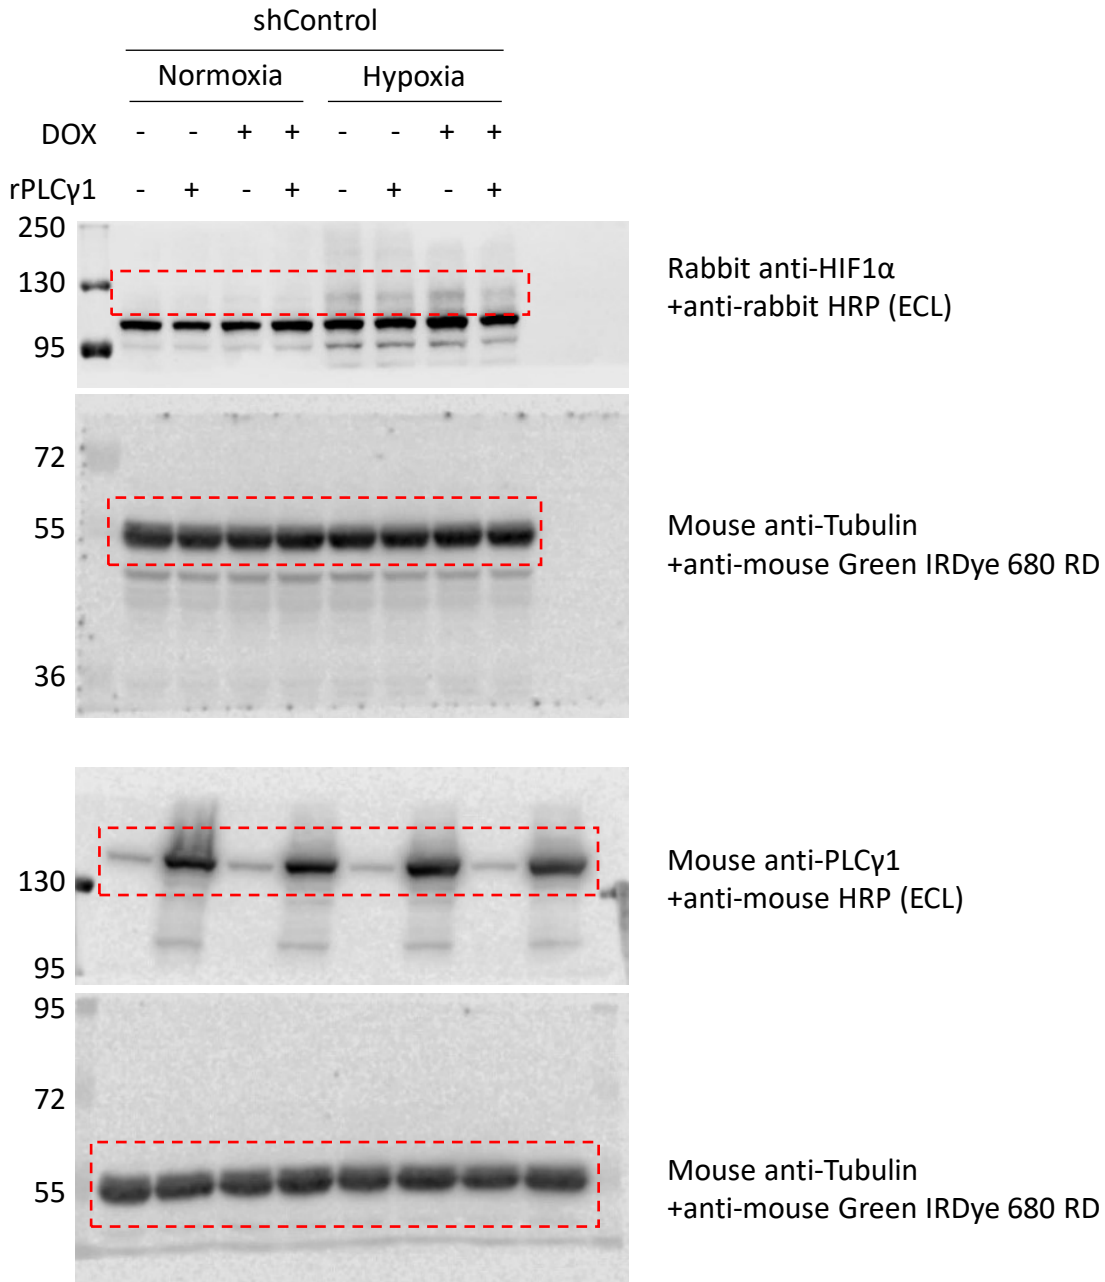 shControl
Normoxia Hypoxia
DOX - - + + - - + +
rPLCγ1 - + - + - + - +
250
130
95
Rabbit anti-HIF1α
+anti-rabbit HRP (ECL)
72
55
36
Mouse anti-Tubulin
+anti-mouse Green IRDye 680 RD
130
95
Mouse anti-PLCγ1
+anti-mouse HRP (ECL)
95
72
55
Mouse anti-Tubulin
+anti-mouse Green IRDye 680 RD